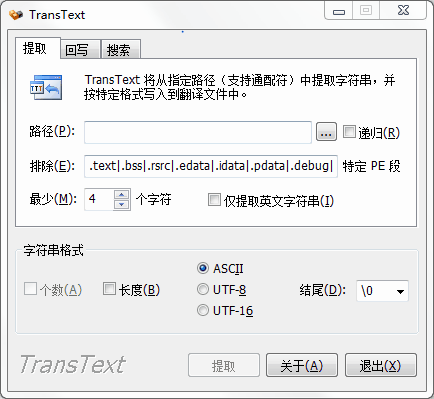 TransText
提取 回写 搜索
TransText 将从指定路径（支持通配符）中提取字符串，并
按特定格式写入到翻译文件中。
路径(P): ... 递归(R)
排除(E): .text|.bss|.rsrc|.edata|.idata|.pdata|.debug| 特定 PE 段
最少(M): 4 个字符 仅提取英文字符串(I)
字符串格式
个数(A) 长度(B) ASCII UTF-8 UTF-16 结尾(D): \0
TransText 提取 关于(A) 退出(X)